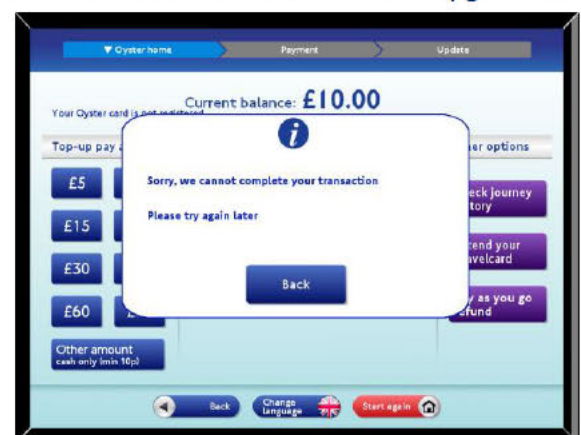 ▼ Oyster home
Payment
Update
Current balance: £10.00
Your Oyster card is not registered
Top-up pay
er options
i
Sorry, we cannot complete your transaction
Please try again later
Back
£5
£15
£30
£60
£
Other amount
cash only (min 10p)
eck journey
tory
tend your
velcard
y as you go
fund
Back
Change
language
Start again